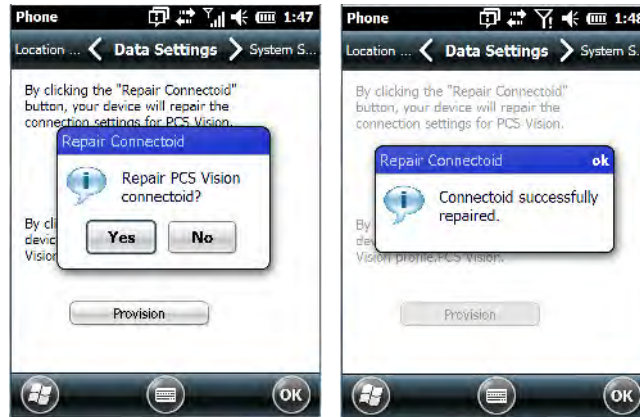 Phone 1:47
Location ... Data Settings System S...
By clicking the "Repair Connectoid"
button, your device will repair the
connection settings for PCS Vision.
Repair Connectoid
Repair PCS Vision
connectoid?
Yes No
By cli
devic
Vision
Provision
OK
Phone 1:48
Location ... Data Settings System S...
By clicking the "Repair Connectoid"
button, your device will repair the
connection settings for PCS Vision.
Repair Connectoid ok
Connectoid successfully
repaired.
By
dev
Vision profile.PCS Vision.
Provision
OK